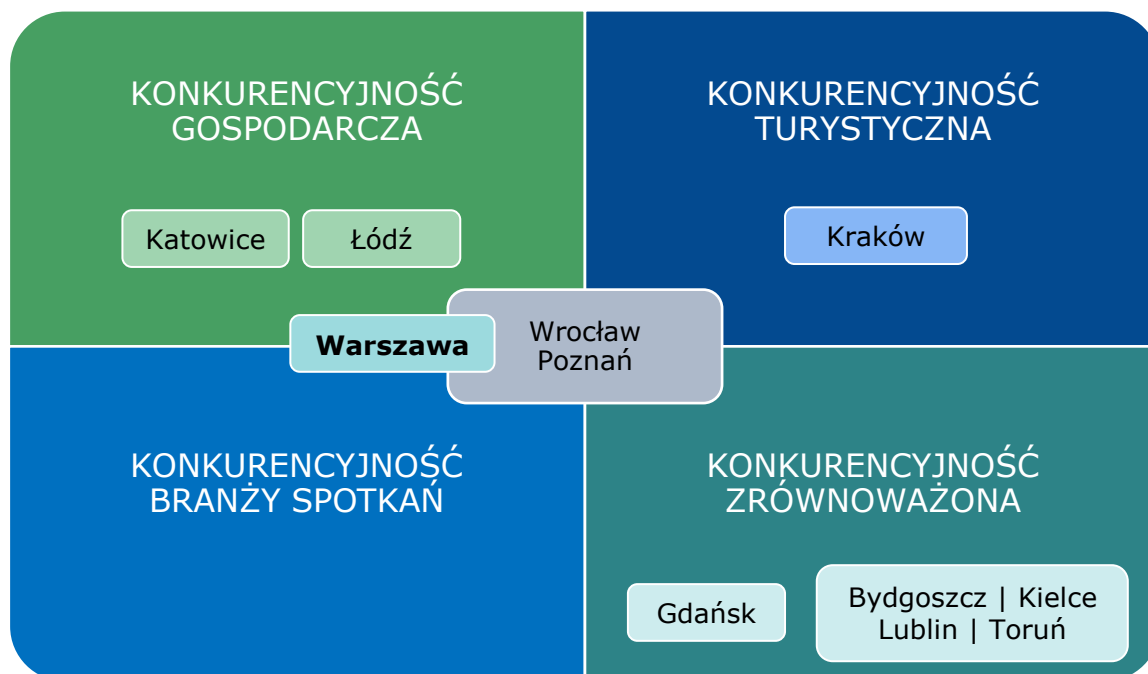 KONKURENCYJNOŚĆ
GOSPODARCZA
Katowice
Łódź
KONKURENCYJNOŚĆ
TURYSTYCZNA
Kraków
Warszawa
Wrocław
Poznań
KONKURENCYJNOŚĆ
BRANŻY SPOTKAŃ
KONKURENCYJNOŚĆ
ZRÓWNOWAŻONA
Gdańsk
Bydgoszcz | Kielce
Lublin | Toruń